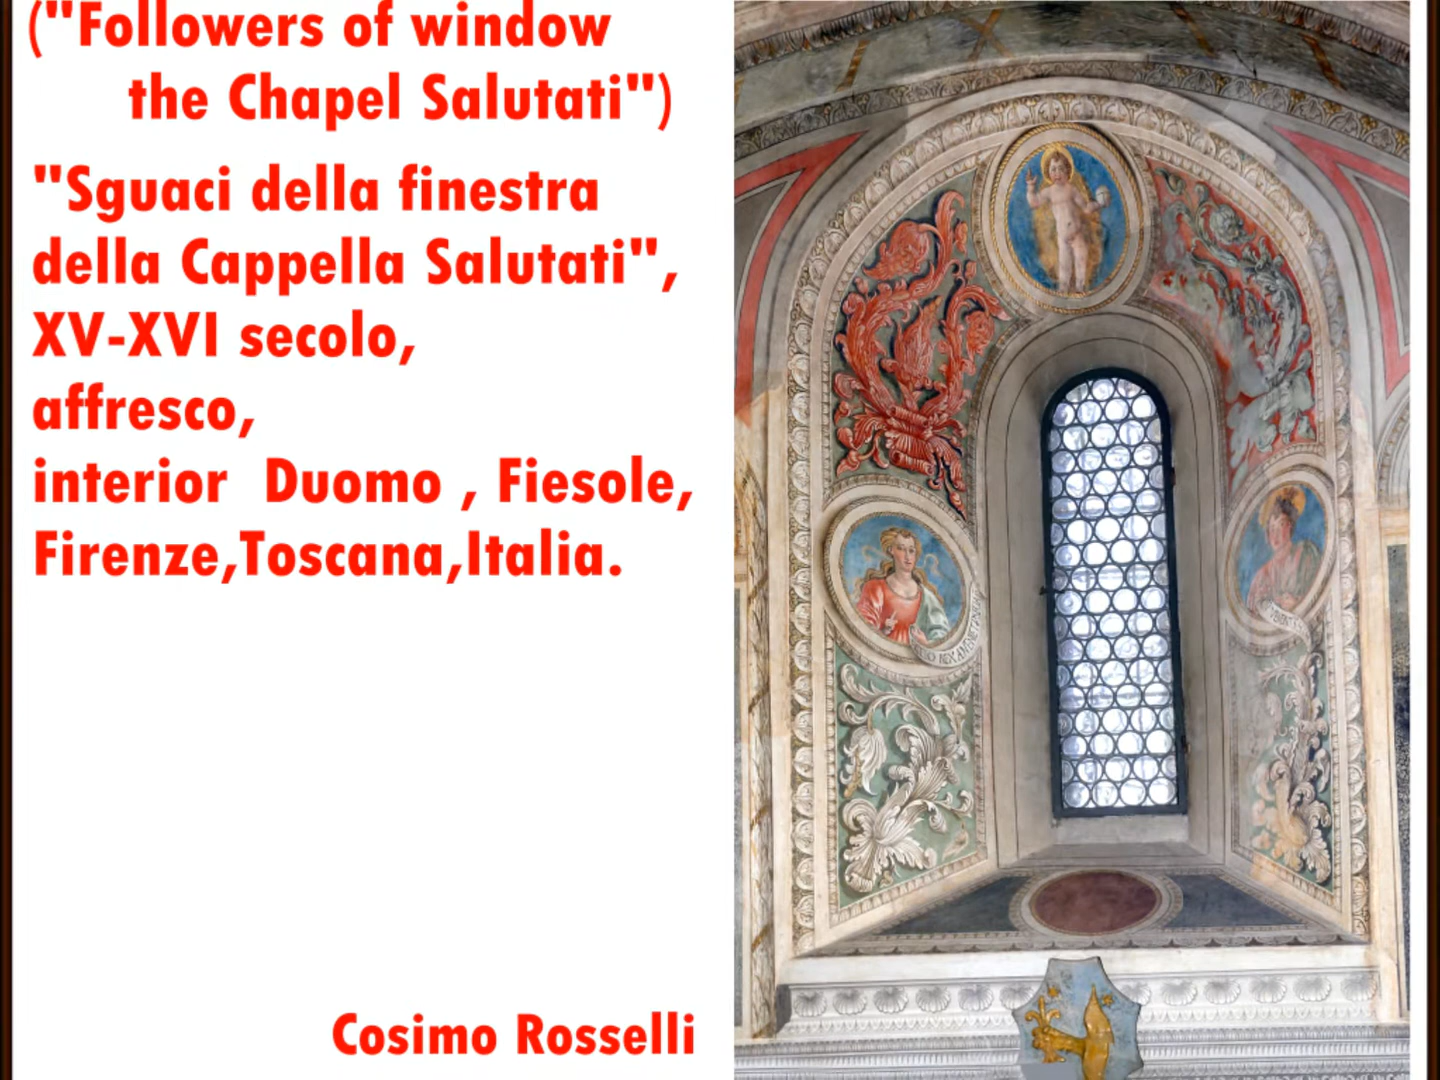 ("Followers of window
the Chapel Salutati")
"Sguaci della finestra
della Cappella Salutati",
XV-XVI secolo,
affresco,
interior Duomo , Fiesole,
Firenze,Toscana,Italia.
Cosimo Rosselli